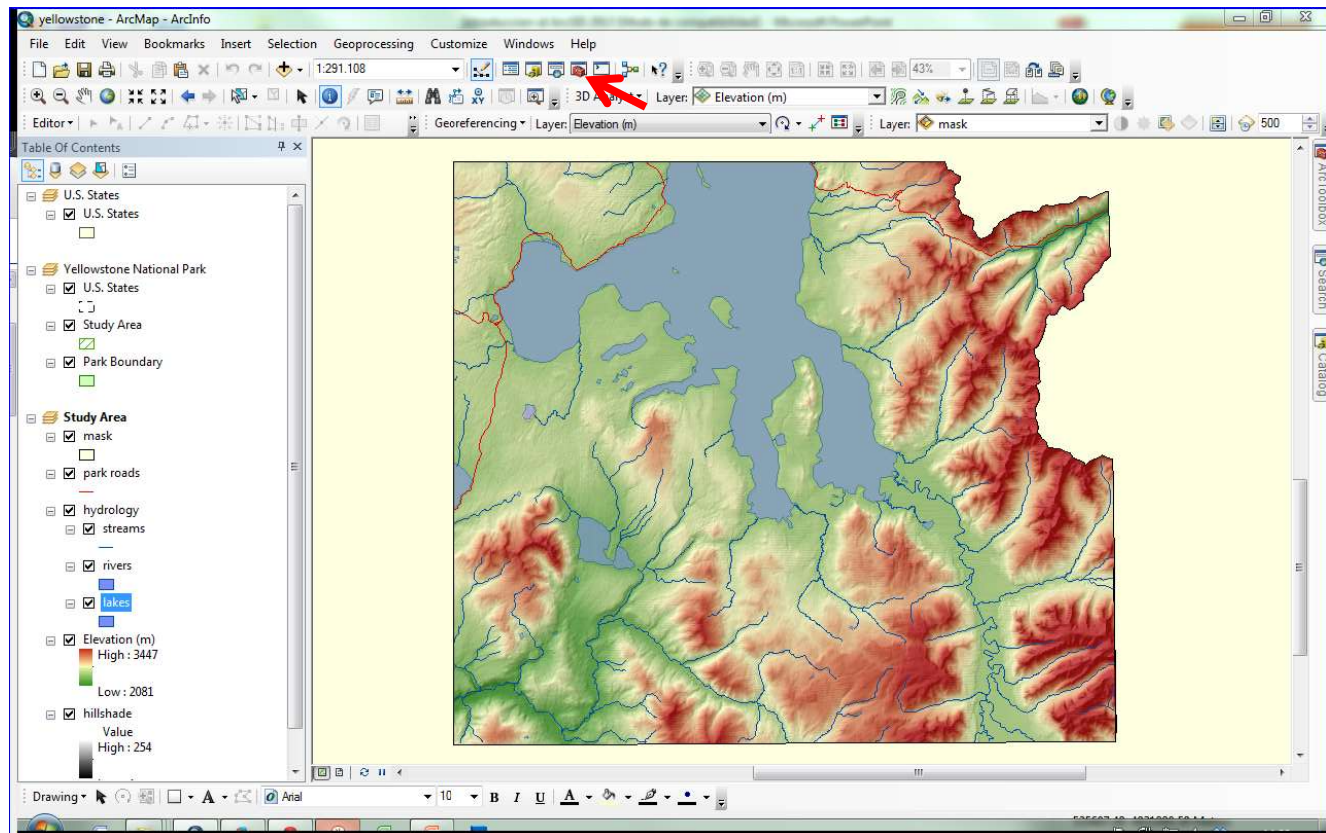 yellowstone - ArcMap - ArcInfo
File Edit View Bookmarks Insert Selection Geoprocessing Customize Windows Help
1:291.108 43%
3D Analyst Layer: Elevation (m)
Editor Georeferencing Layer: Elevation (m) Layer: mask 500
Table Of Contents
U.S. States
U.S. States
Yellowstone National Park
U.S. States
Study Area
Park Boundary
Study Area
mask
park roads
hydrology
streams
rivers
lakes
Elevation (m)
High : 3447
Low : 2081
hillshade
Value
High : 254
ArcToolbox
Search
Catalog
Drawing A Arial 10 B I U A